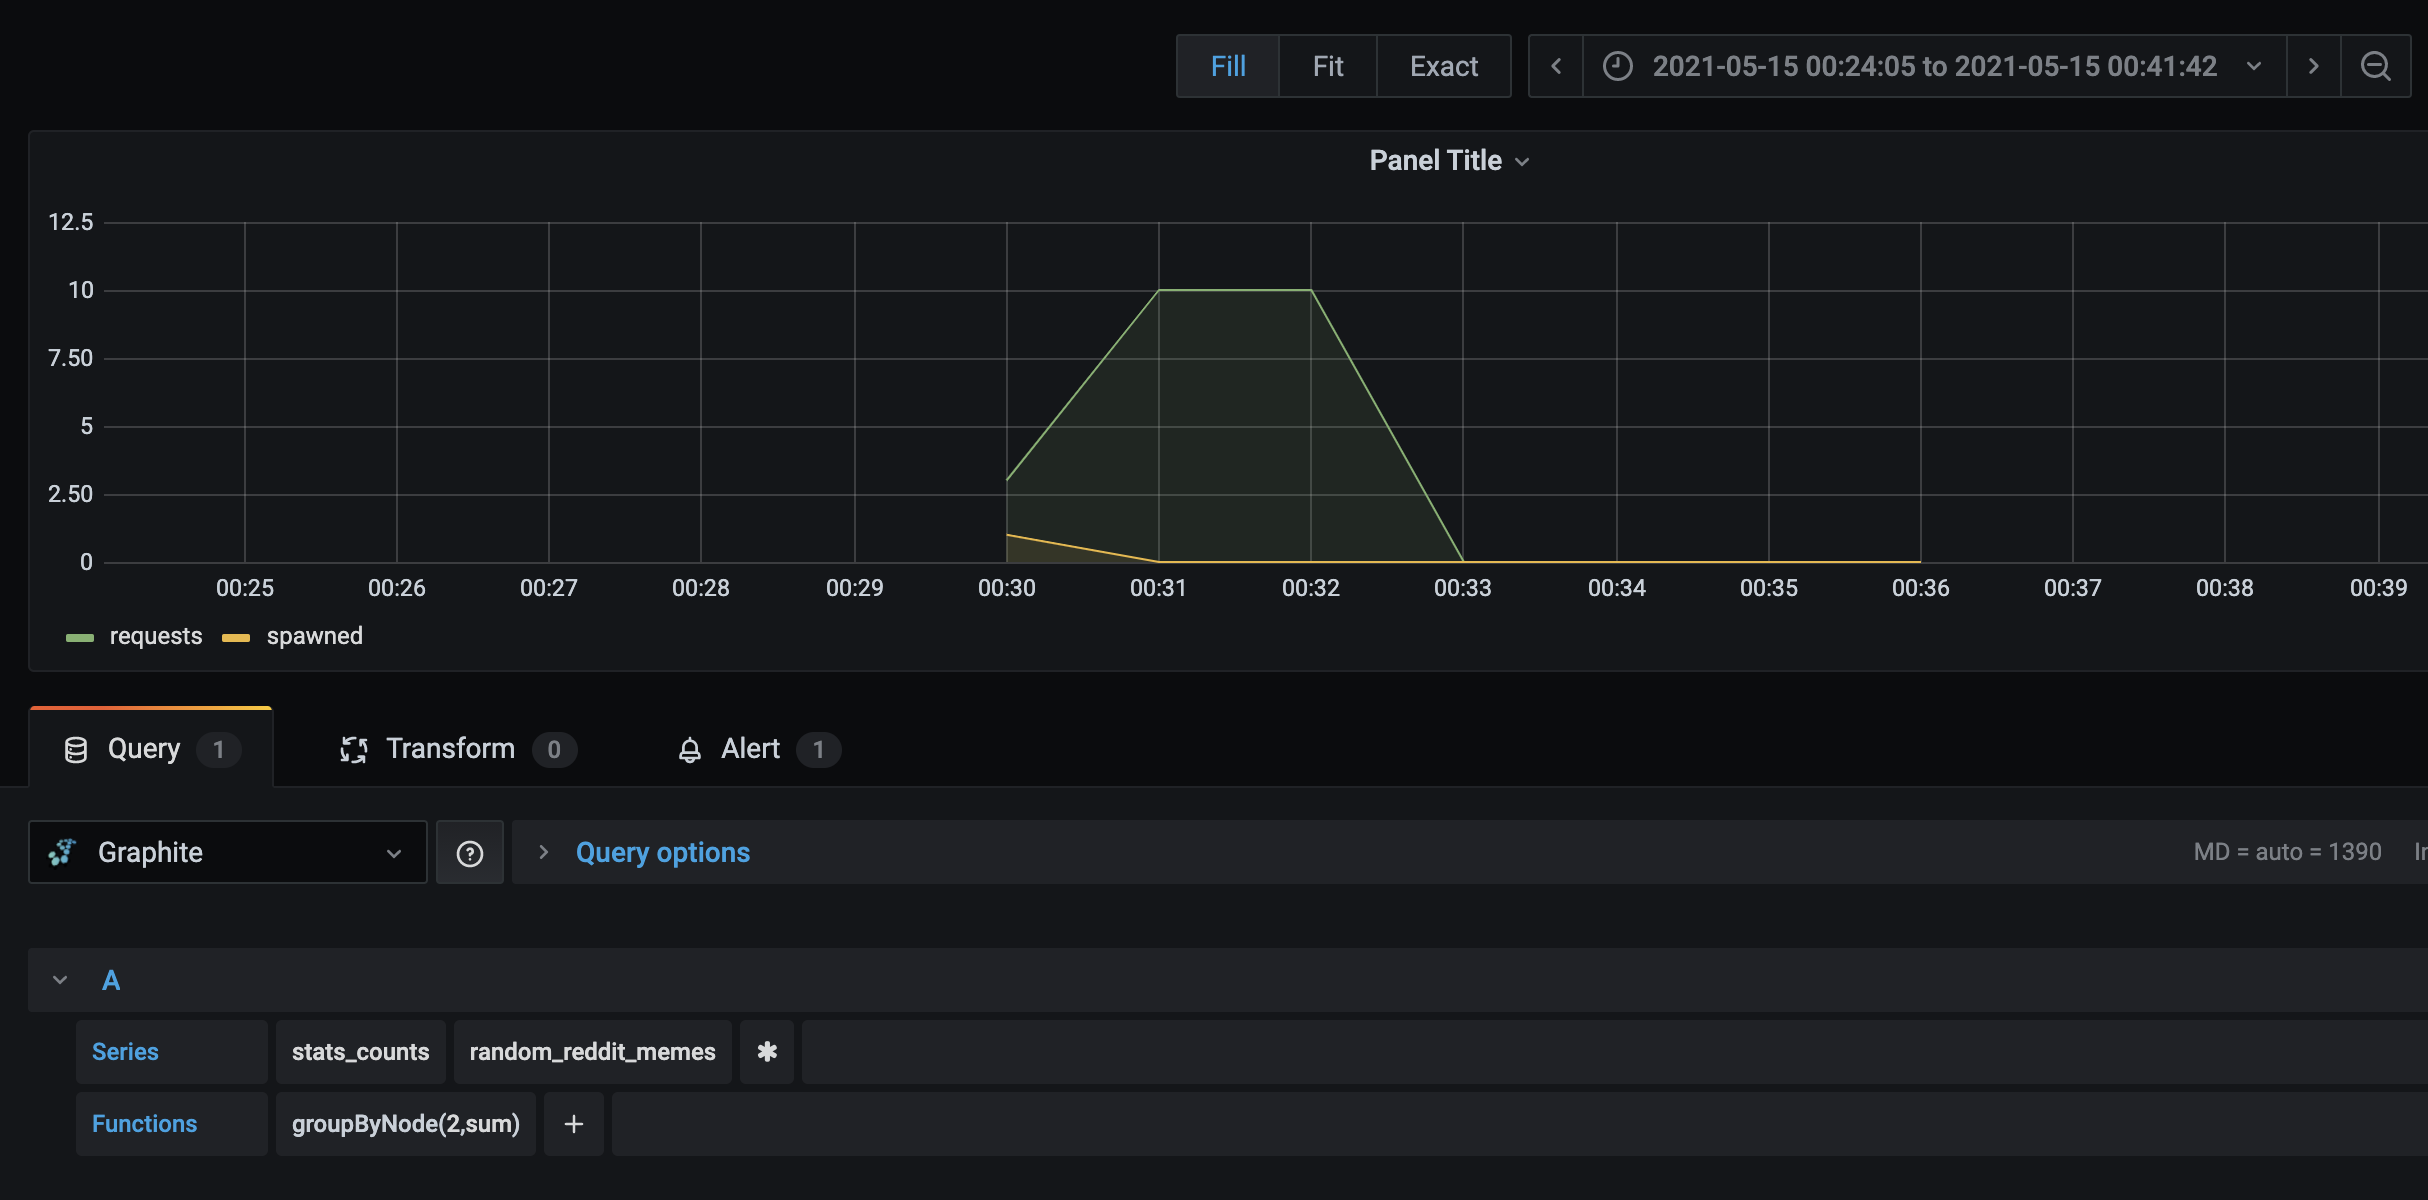 Fill Fit Exact 2021-05-15 00:24:05 to 2021-05-15 00:41:42
Panel Title
12.5
10
7.50
5
2.50
0
00:25 00:26 00:27 00:28 00:29 00:30 00:31 00:32 00:33 00:34 00:35 00:36 00:37 00:38 00:39
requests spawned
Query 1 Transform 0 Alert 1
Graphite Query options MD = auto = 1390
A
Series stats_counts random_reddit_memes *
Functions groupByNode(2,sum) +